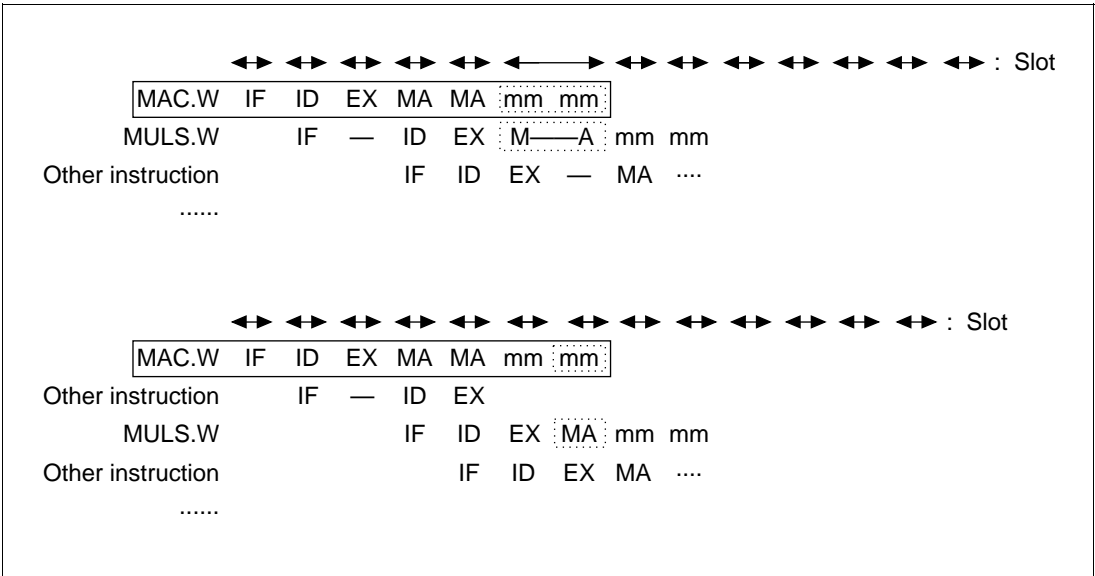 : Slot
MAC.W IF ID EX MA MA mm mm
MULS.W IF — ID EX M——A mm mm
Other instruction IF ID EX — MA ····
······
: Slot
MAC.W IF ID EX MA MA mm mm
Other instruction IF — ID EX
MULS.W IF ID EX MA mm mm
Other instruction IF ID EX MA ····
······